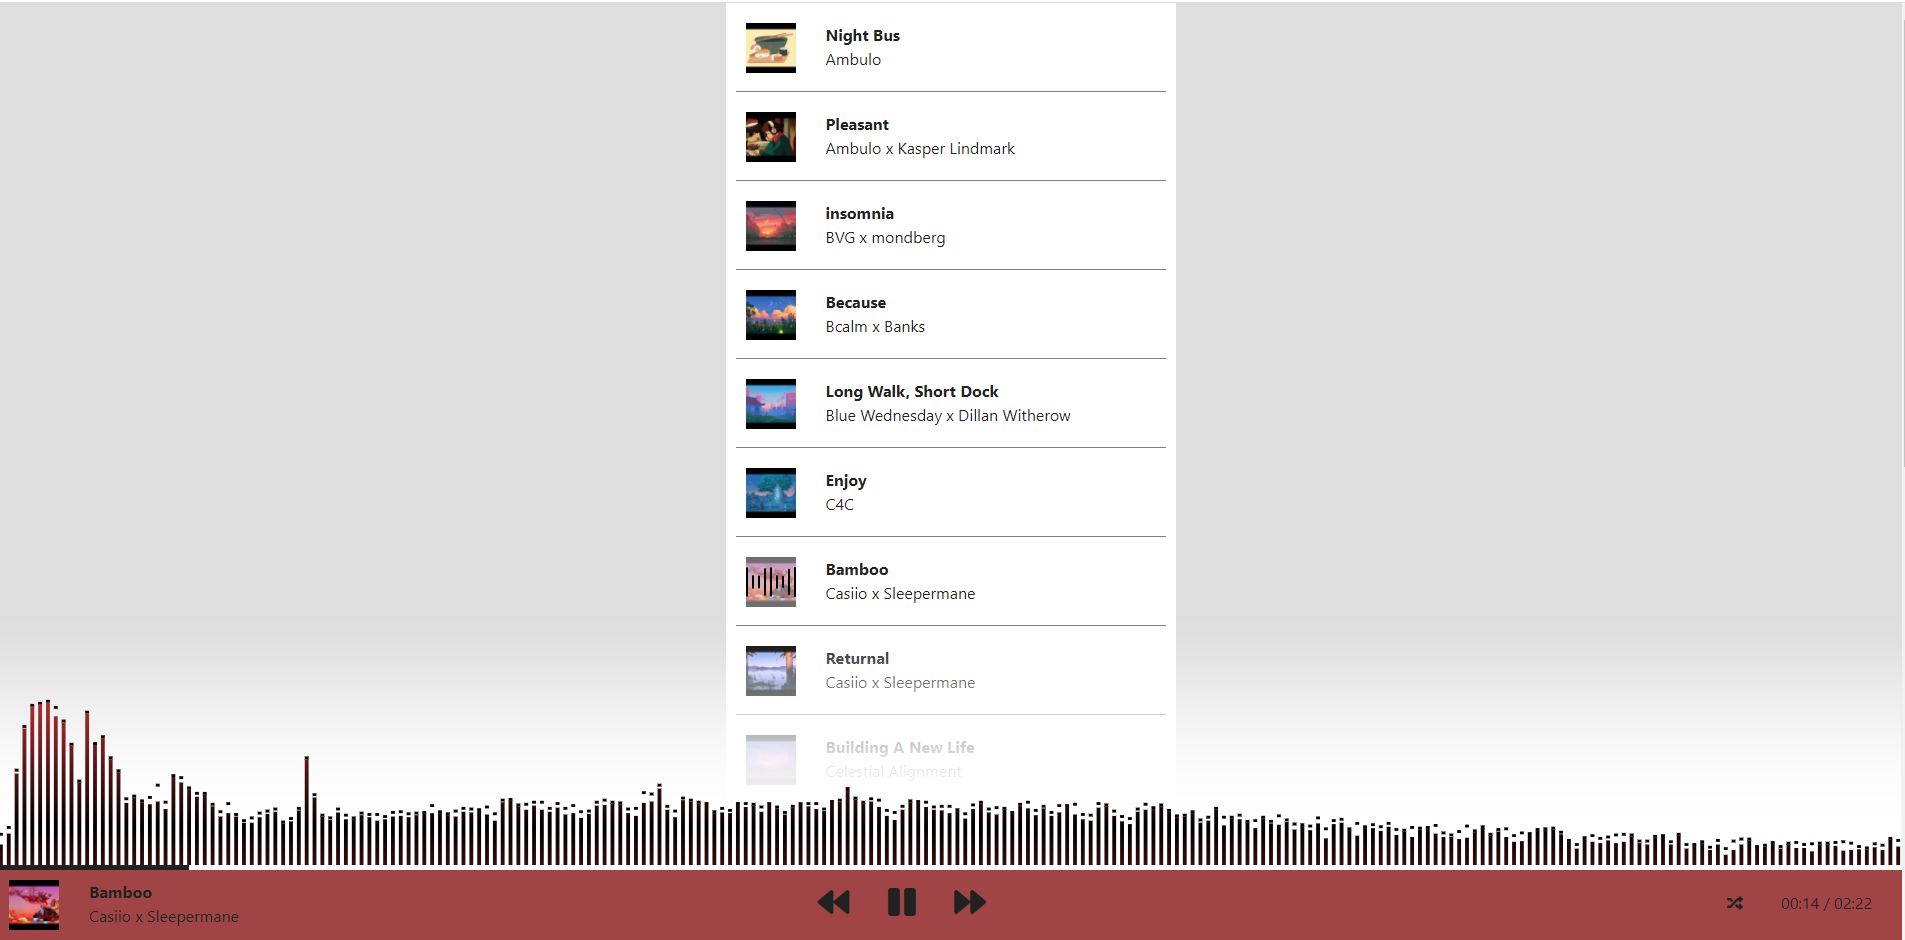 Night Bus
Ambulo
Pleasant
Ambulo x Kasper Lindmark
insomnia
BVG x mondberg
Because
Bcalm x Banks
Long Walk, Short Dock
Blue Wednesday x Dillan Witherow
Enjoy
C4C
Bamboo
Casiio x Sleepermane
Returnal
Casiio x Sleepermane
Building A New Life
Celestial Alignment
Bamboo
Casiio x Sleepermane
00:14 / 02:22